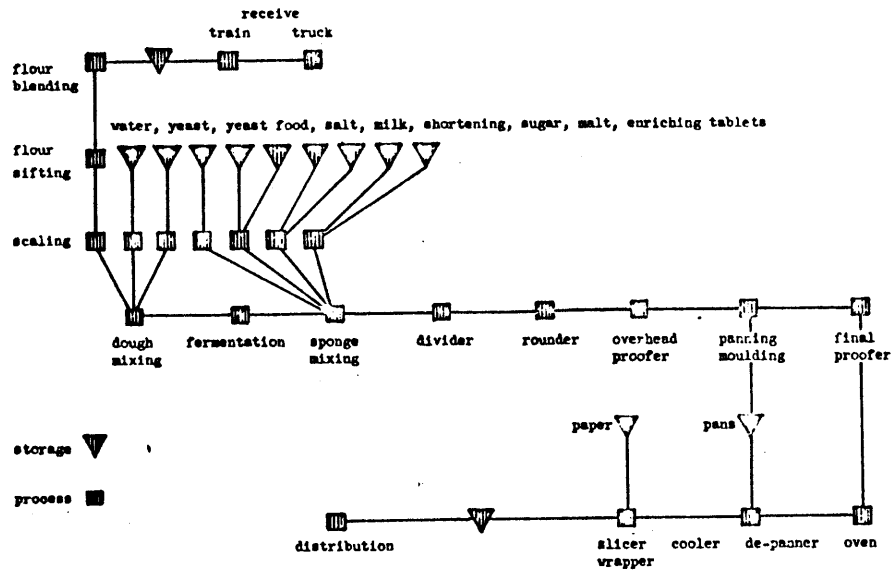 receive
train truck
flour
blending
water, yeast, yeast food, salt, milk, shortening, sugar, malt, enriching tablets
flour
sifting
scaling
dough
mixing
fermentation
sponge
mixing
divider
rounder
overhead
proofer
panning
moulding
final
proofer
storage
paper
pans
process
distribution
slicer
wrapper
cooler
de-panner
oven